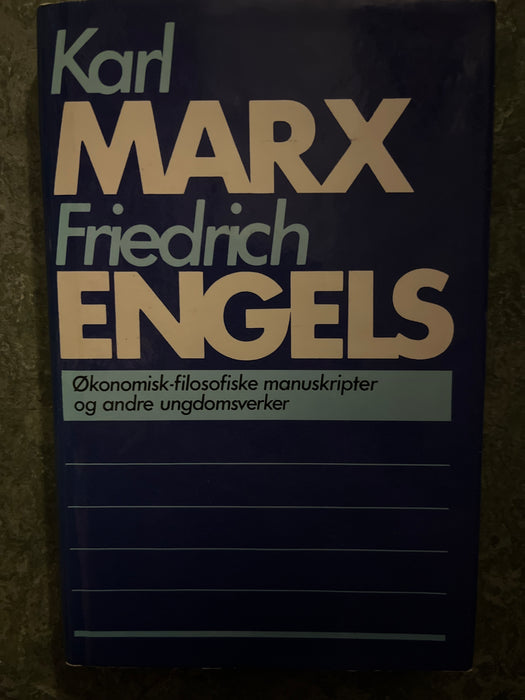 Karl
MARX
Friedrich
ENGELS
Økonomisk-filosofiske manuskripter
og andre ungdomsverker